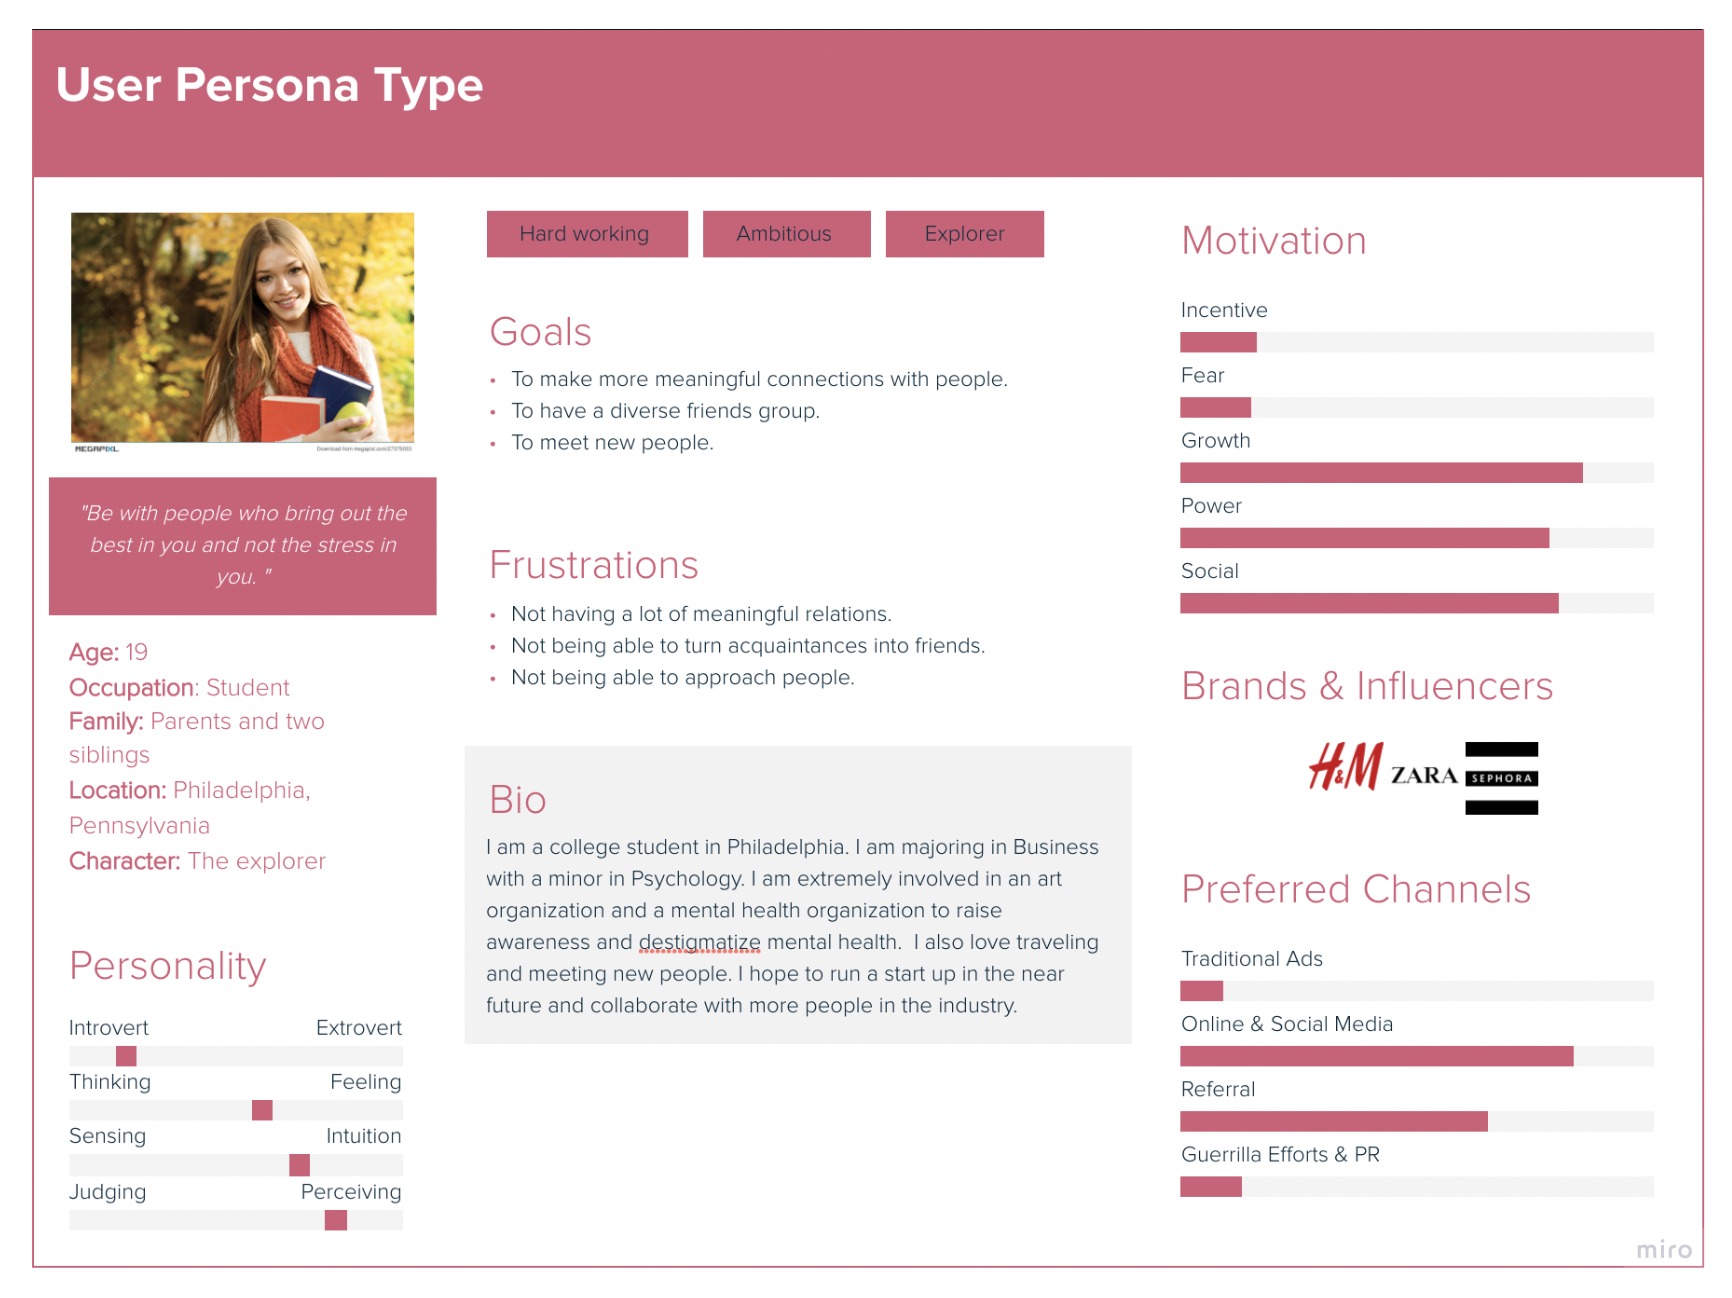 User Persona Type
MEGAPIXL
Download from megapixl.com/27379053
"Be with people who bring out the
best in you and not the stress in
you. "
Age: 19
Occupation: Student
Family: Parents and two
siblings
Location: Philadelphia,
Pennsylvania
Character: The explorer
Personality
Introvert Extrovert
Thinking Feeling
Sensing Intuition
Judging Perceiving
Hard working Ambitious Explorer
Goals
• To make more meaningful connections with people.
• To have a diverse friends group.
• To meet new people.
Frustrations
• Not having a lot of meaningful relations.
• Not being able to turn acquaintances into friends.
• Not being able to approach people.
Bio
I am a college student in Philadelphia. I am majoring in Business
with a minor in Psychology. I am extremely involved in an art
organization and a mental health organization to raise
awareness and destigmatize mental health.  I also love traveling
and meeting new people. I hope to run a start up in the near
future and collaborate with more people in the industry.
Motivation
Incentive
Fear
Growth
Power
Social
Brands & Influencers
H&M ZARA SEPHORA
Preferred Channels
Traditional Ads
Online & Social Media
Referral
Guerrilla Efforts & PR
miro